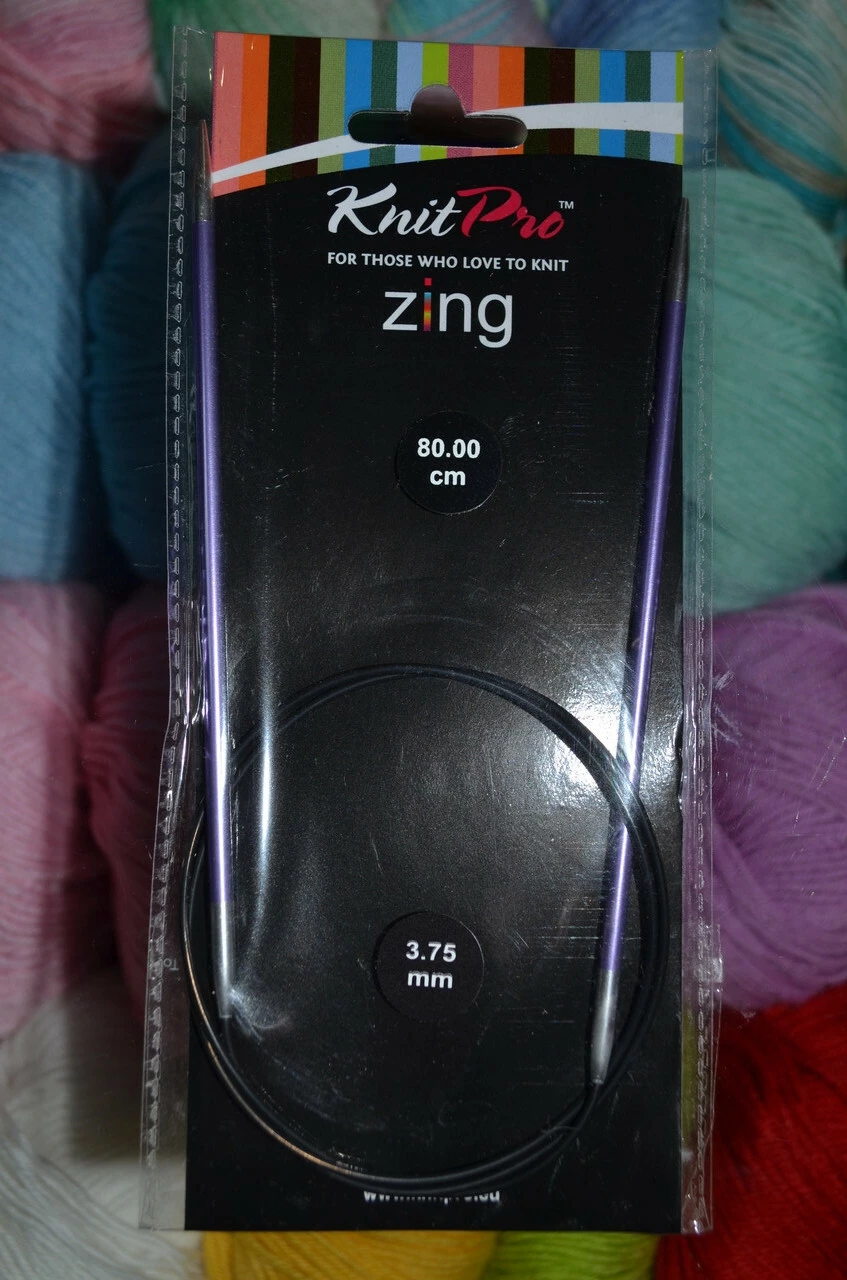 KnitPro™
FOR THOSE WHO LOVE TO KNIT
zing
80.00
cm
3.75
mm